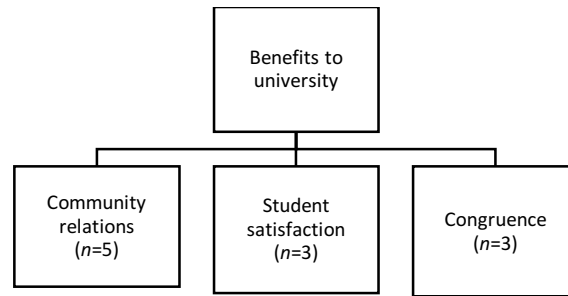 Benefits to
university
Community
relations
(n=5)
Student
satisfaction
(n=3)
Congruence
(n=3)